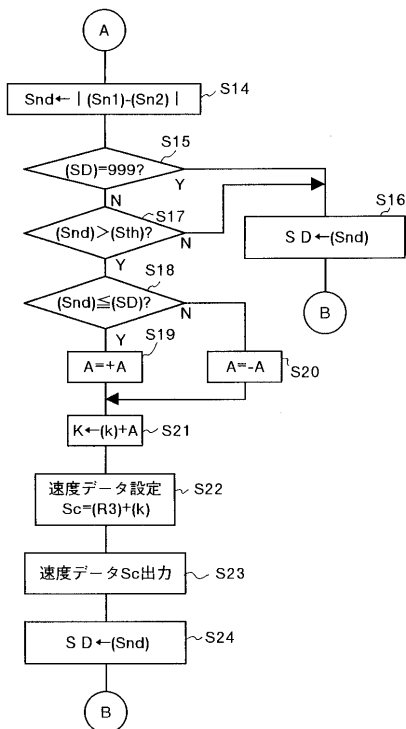 A
Snd←|(Sn1)-(Sn2)|
S14
S15
(SD)=999?
Y
N
S17
(Snd)>(Sth)?
N
Y
S16
SD←(Snd)
B
S18
(Snd)≦(SD)?
N
Y
S19
A=+A
A=-A
S20
K←(k)+A
S21
速度データ設定
Sc=(R3)+(k)
S22
速度データSc出力
S23
SD←(Snd)
S24
B